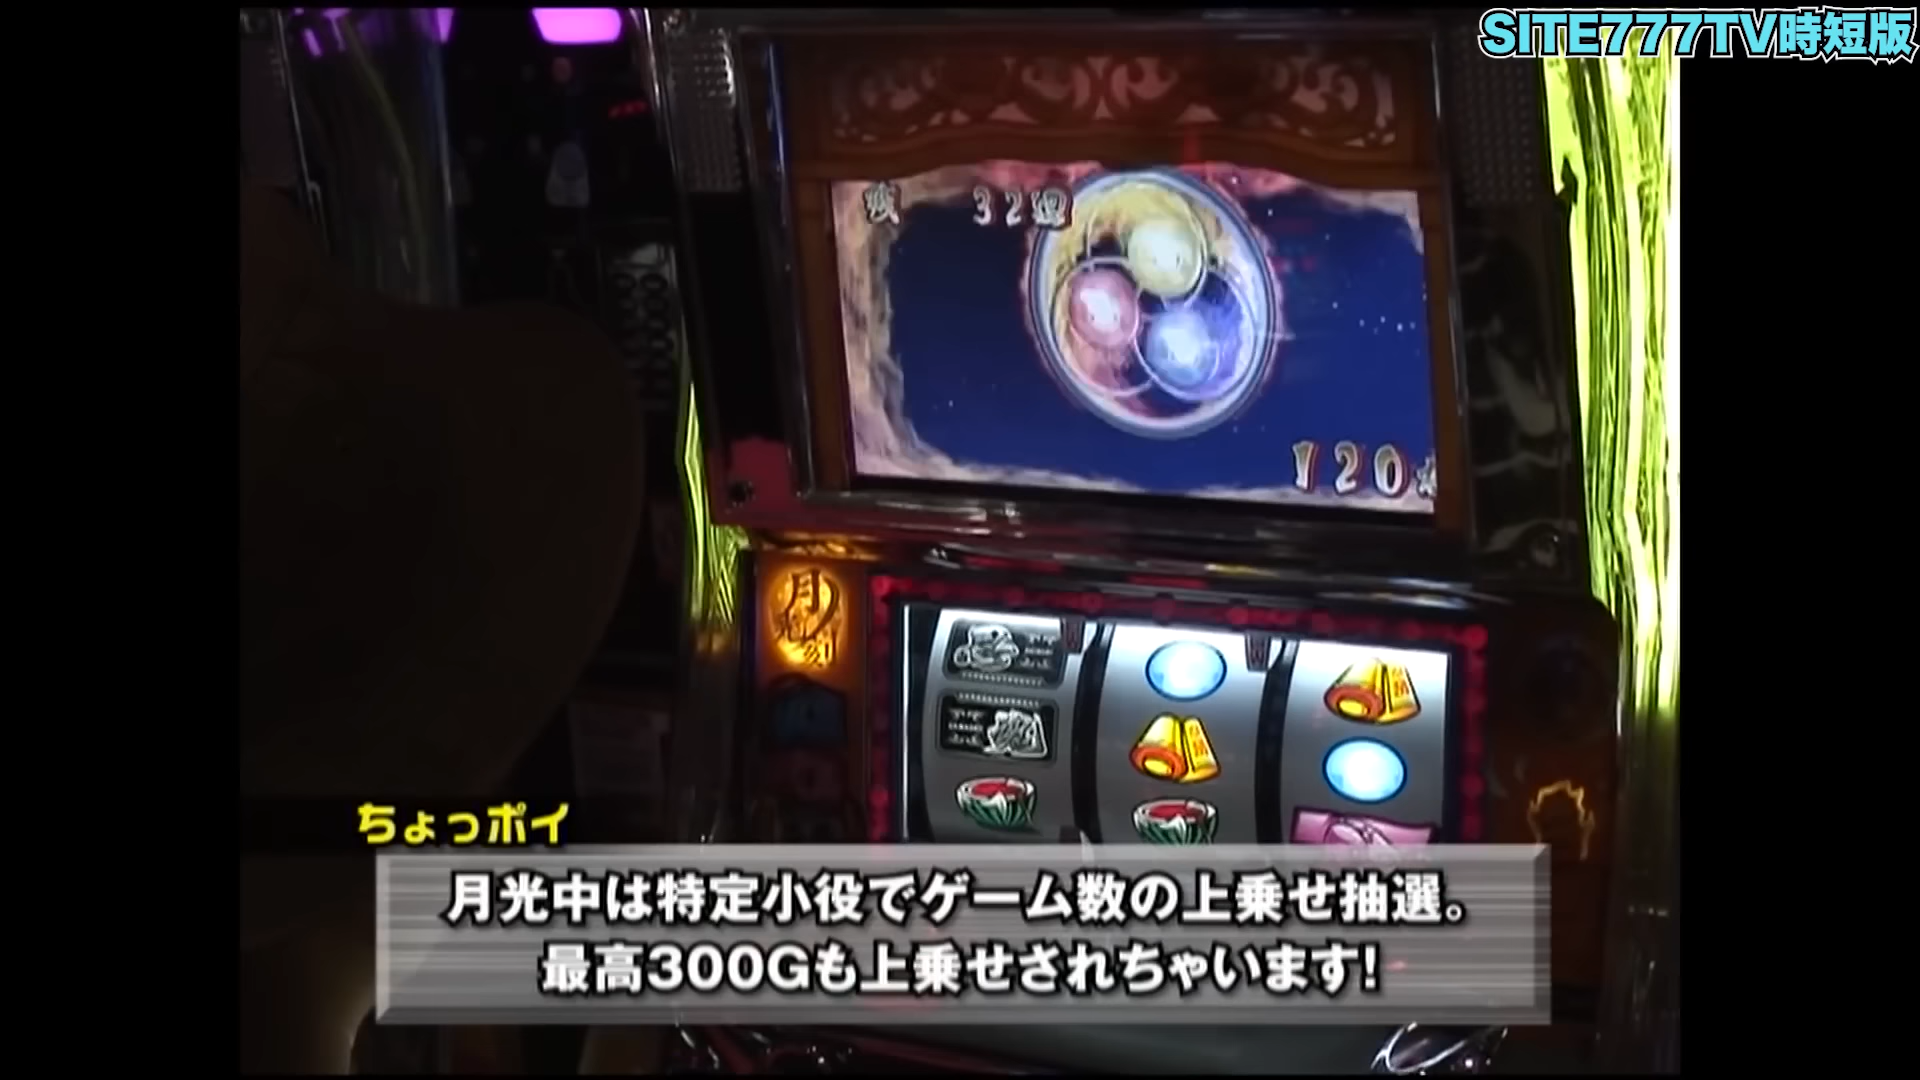 SITE777TV時短版
残 32週
120
月
刻
ちょっポイ
月光中は特定小役でゲーム数の上乗せ抽選。
最高300Gも上乗せされちゃいます!